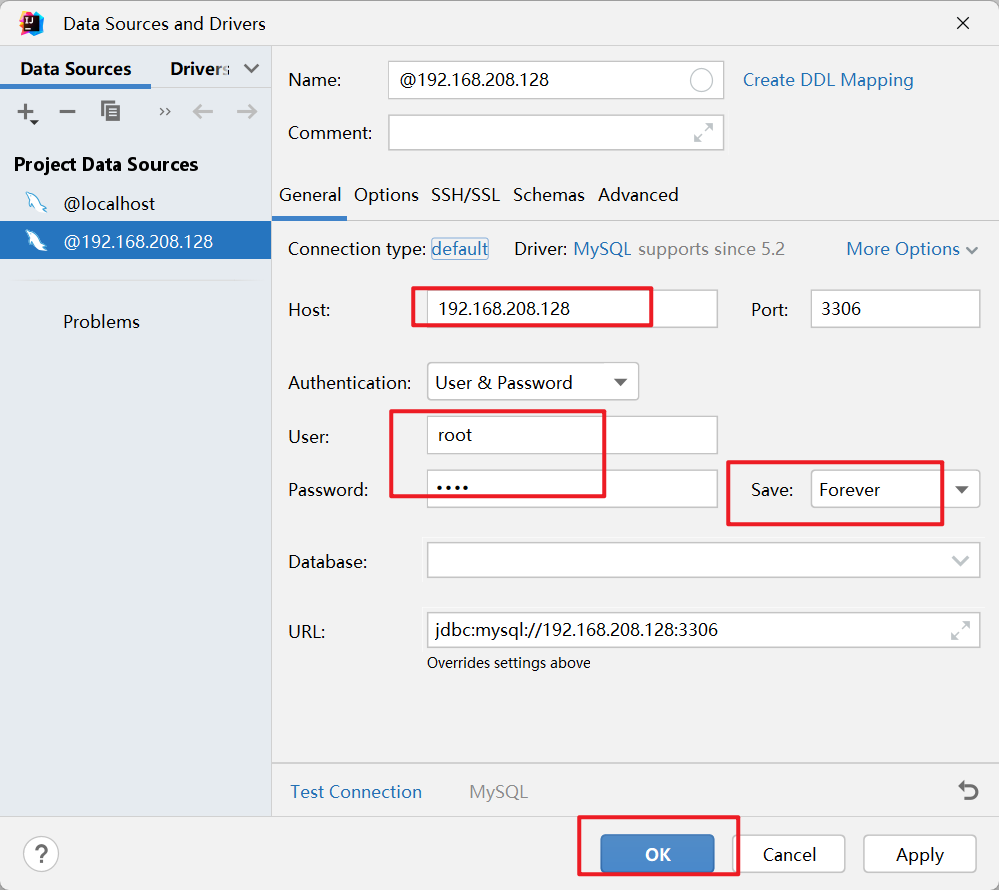 Data Sources and Drivers
Data Sources Drivers
Project Data Sources
@localhost
@192.168.208.128
Problems
Name: @192.168.208.128 Create DDL Mapping
Comment:
General Options SSH/SSL Schemas Advanced
Connection type: default Driver: MySQL supports since 5.2 More Options
Host: 192.168.208.128 Port: 3306
Authentication: User & Password
User: root
Password: •••• Save: Forever
Database:
URL: jdbc:mysql://192.168.208.128:3306
Overrides settings above
Test Connection MySQL
? OK Cancel Apply